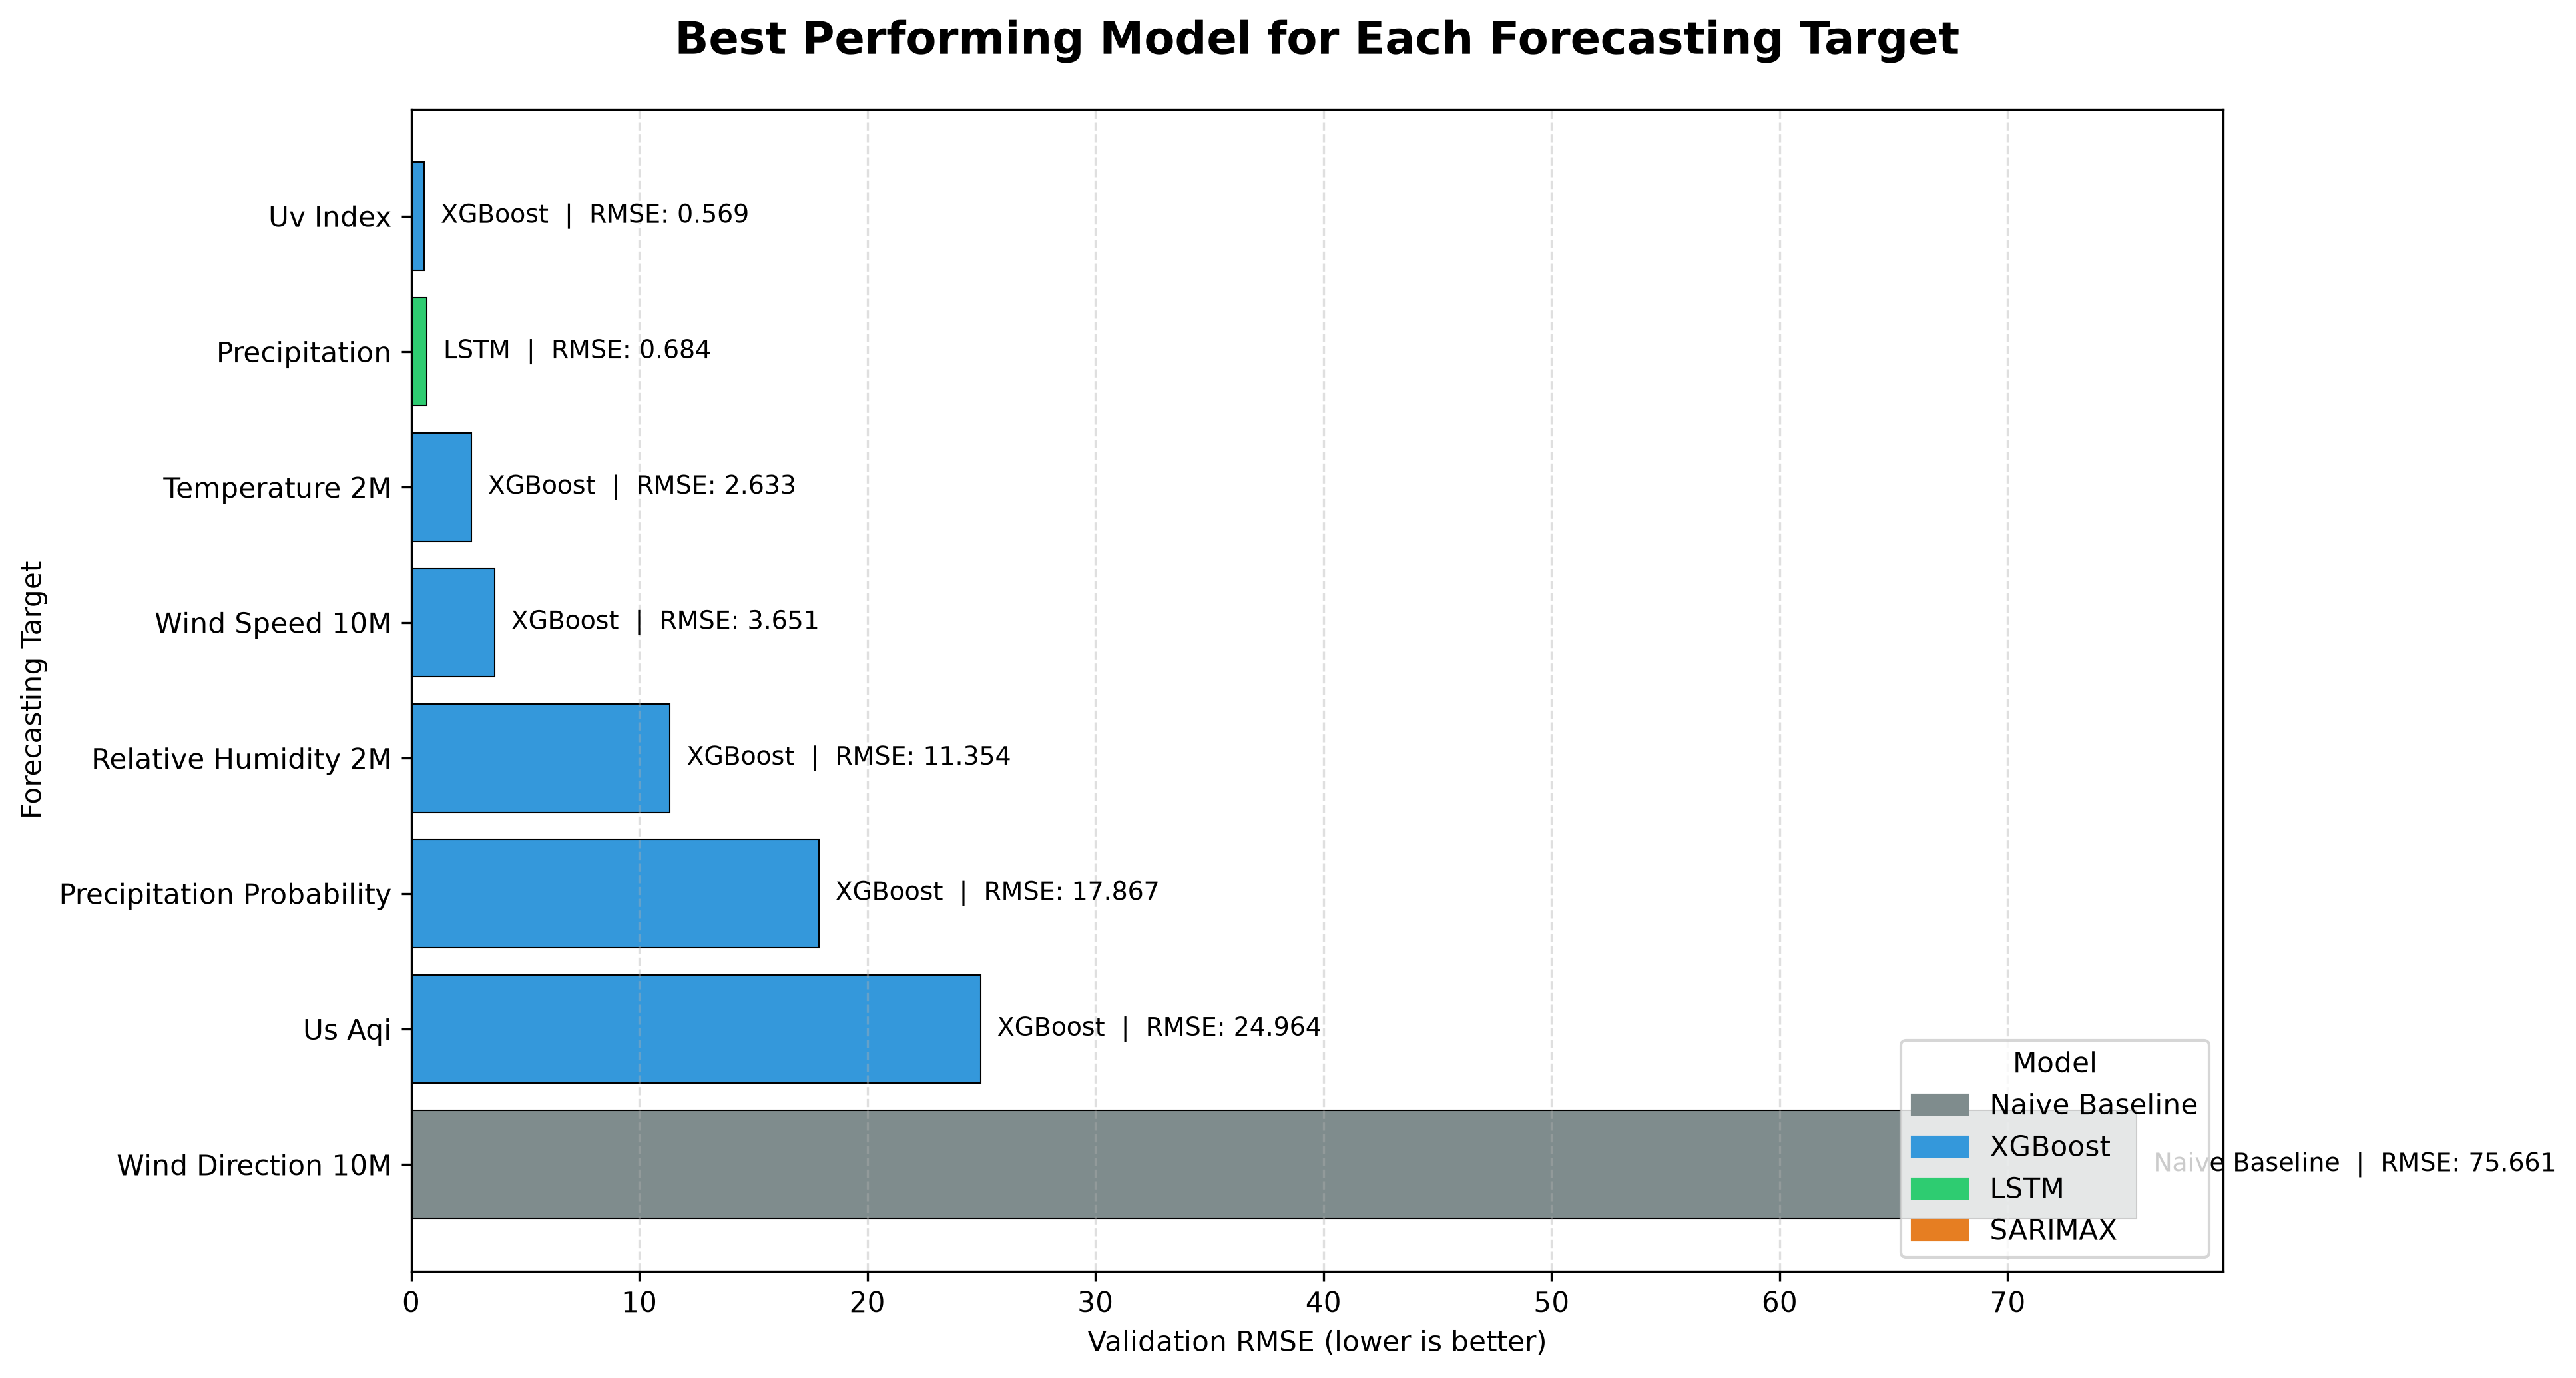 Best Performing Model for Each Forecasting Target
Forecasting Target
Uv Index
XGBoost | RMSE: 0.569
Precipitation
LSTM | RMSE: 0.684
Temperature 2M
XGBoost | RMSE: 2.633
Wind Speed 10M
XGBoost | RMSE: 3.651
Relative Humidity 2M
XGBoost | RMSE: 11.354
Precipitation Probability
XGBoost | RMSE: 17.867
Us Aqi
XGBoost | RMSE: 24.964
Wind Direction 10M
Naive Baseline | RMSE: 75.661
Model
Naive Baseline
XGBoost
LSTM
SARIMAX
0 10 20 30 40 50 60 70
Validation RMSE (lower is better)